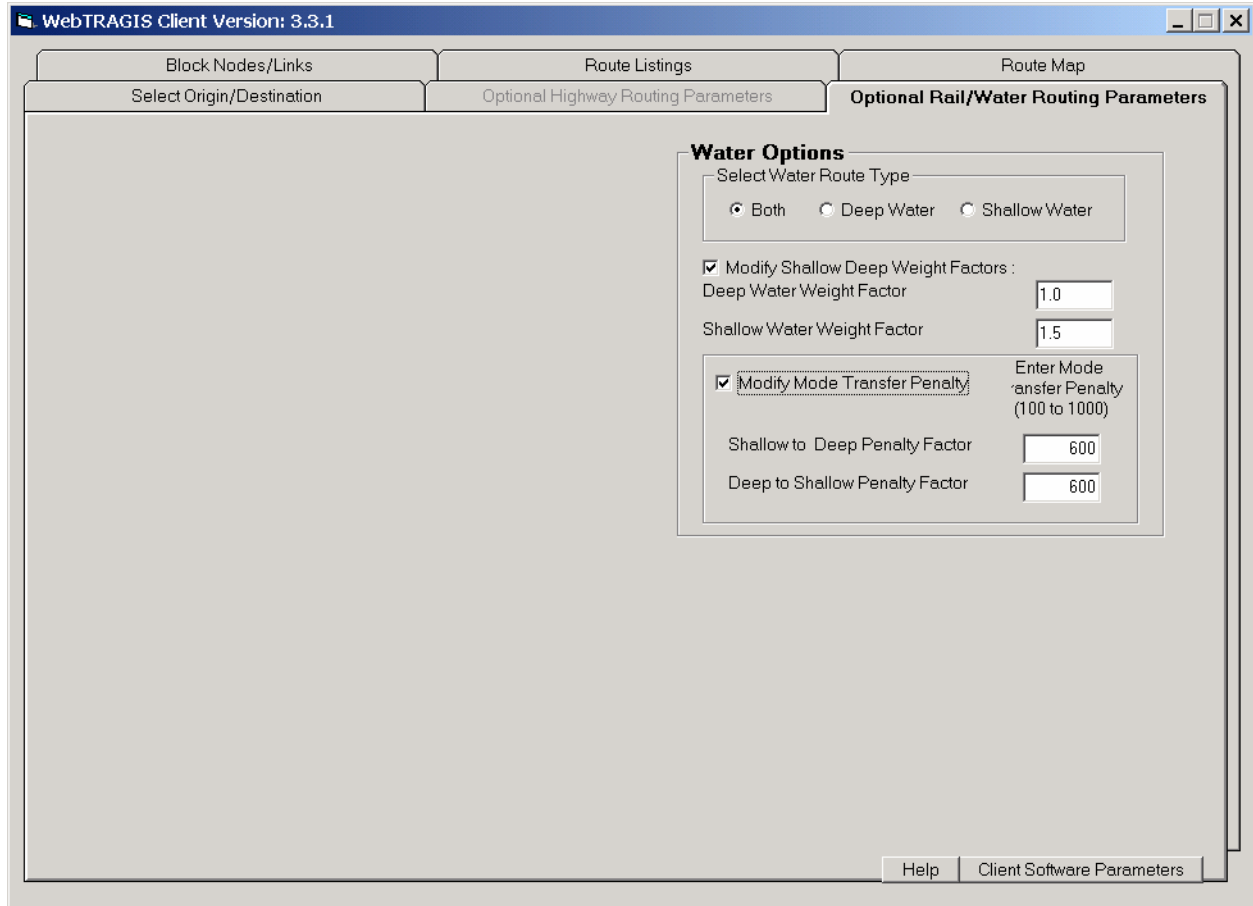 WebTRAGIS Client Version: 3.3.1
Block Nodes/Links
Route Listings
Route Map
Select Origin/Destination
Optional Highway Routing Parameters
Optional Rail/Water Routing Parameters
Water Options
Select Water Route Type
Both
Deep Water
Shallow Water
Modify Shallow Deep Weight Factors :
Deep Water Weight Factor
1.0
Shallow Water Weight Factor
1.5
Modify Mode Transfer Penalty
Enter Mode
ransfer Penalty
(100 to 1000)
Shallow to Deep Penalty Factor
600
Deep to Shallow Penalty Factor
600
Help
Client Software Parameters